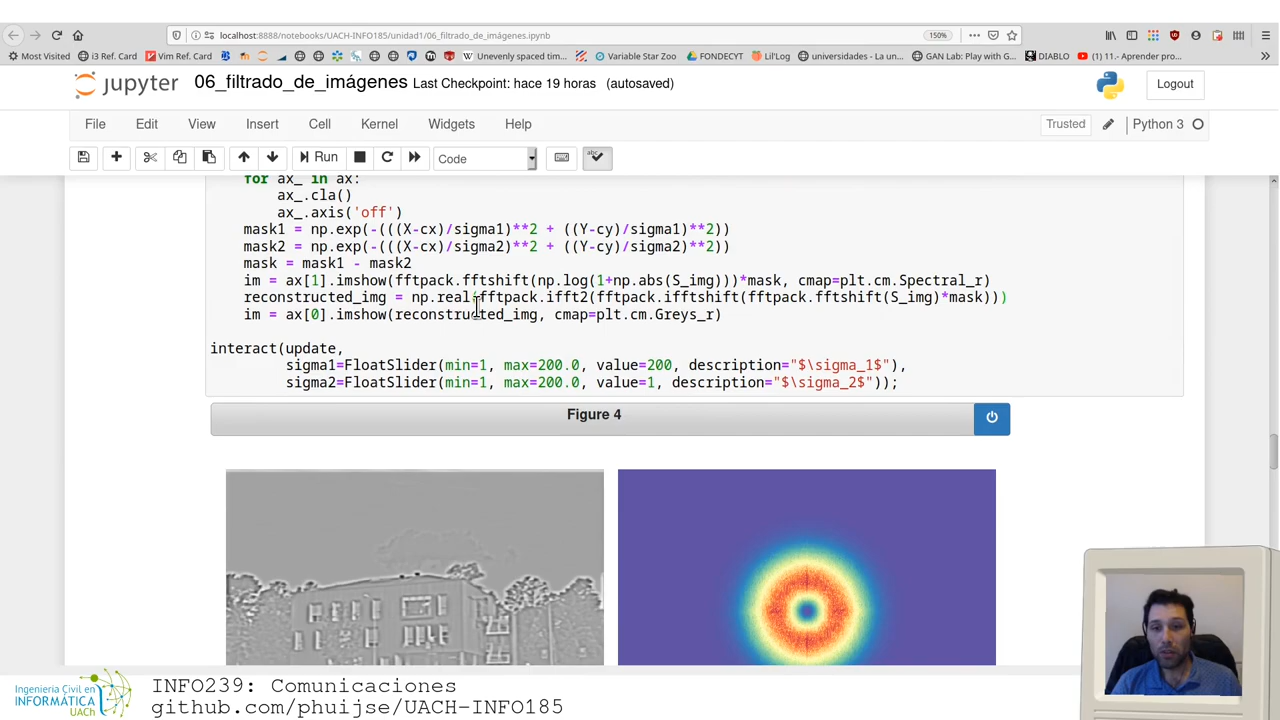 localhost:8888/notebooks/UACH-INFO185/unidad1/06_filtrado_de_imágenes.ipynb
150%
Most Visited
i3 Ref. Card
Vim Ref. Card
Unevenly spaced tim...
Variable Star Zoo
FONDECYT
Lil'Log
universidades - La un...
GAN Lab: Play with G...
DIABLO
(1) 11.- Aprender pro...
jupyter 06_filtrado_de_imágenes Last Checkpoint: hace 19 horas (autosaved)
Logout
File Edit View Insert Cell Kernel Widgets Help
Trusted
Python 3
Run
Code
for ax_ in ax:
ax_.cla()
ax_.axis('off')
mask1 = np.exp(-(((X-cx)/sigma1)**2 + ((Y-cy)/sigma1)**2))
mask2 = np.exp(-(((X-cx)/sigma2)**2 + ((Y-cy)/sigma2)**2))
mask = mask1 - mask2
im = ax[1].imshow(fftpack.fftshift(np.log(1+np.abs(S_img)))*mask, cmap=plt.cm.Spectral_r)
reconstructed_img = np.real(fftpack.ifft2(fftpack.ifftshift(fftpack.fftshift(S_img)*mask)))
im = ax[0].imshow(reconstructed_img, cmap=plt.cm.Greys_r)
interact(update,
sigma1=FloatSlider(min=1, max=200.0, value=200, description="$\sigma_1$"),
sigma2=FloatSlider(min=1, max=200.0, value=1, description="$\sigma_2$"));
Figure 4
Ingeniería Civil en
INFORMÁTICA
UACh
INFO239: Comunicaciones
github.com/phuijse/UACH-INFO185